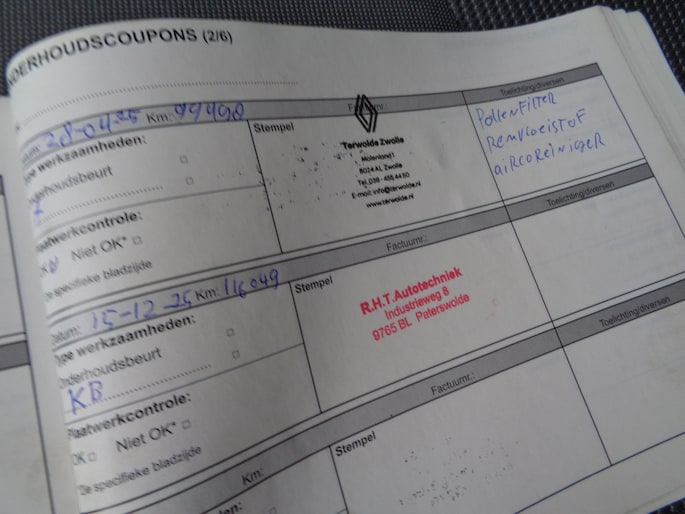 ONDERHOUDSCOUPONS (2/6)
Datum: 28-04-25 Km: 99498 Factuurnr.: Toelichting/diversen
Type werkzaamheden:
Onderhoudsbeurt
Stempel
Terwolde Zwolle
Molenland 1
8024 AL Zwolle
Tel. 038 - 455 44 50
E-mail: info@terwolde.nl
www.terwolde.nl
POLLENFILTER
REMVLOEISTOF
AIRCOREINIGER
Plaatwerkcontrole:
OK Niet OK*
*Zie specifieke bladzijde
Datum: 15-12-25 Km: 116049 Factuurnr.: Toelichting/diversen
Type werkzaamheden:
Onderhoudsbeurt
KB
Stempel
R.H.T. Autotechniek
Industrieweg 8
9765 BL Paterswolde
Plaatwerkcontrole:
OK Niet OK*
*Zie specifieke bladzijde
Km: Factuurnr.: Toelichting/diversen
Stempel